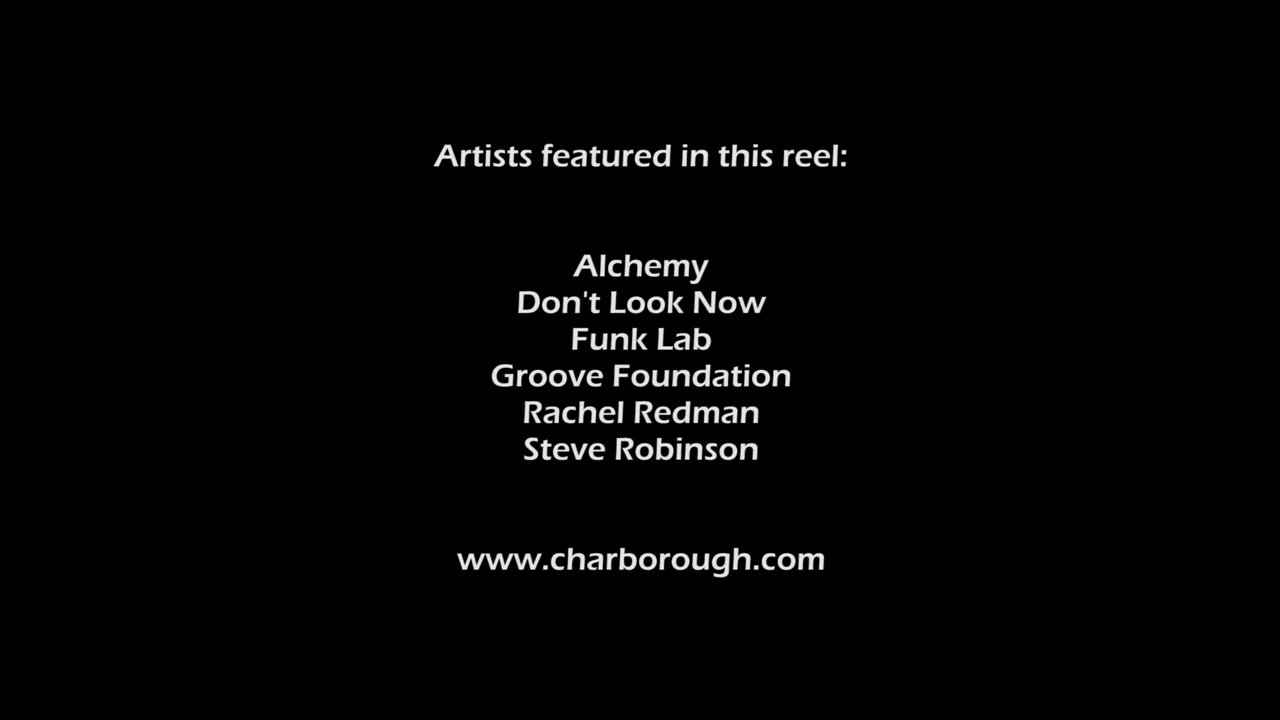 Artists featured in this reel:
Alchemy
Don't Look Now
Funk Lab
Groove Foundation
Rachel Redman
Steve Robinson
www.charborough.com